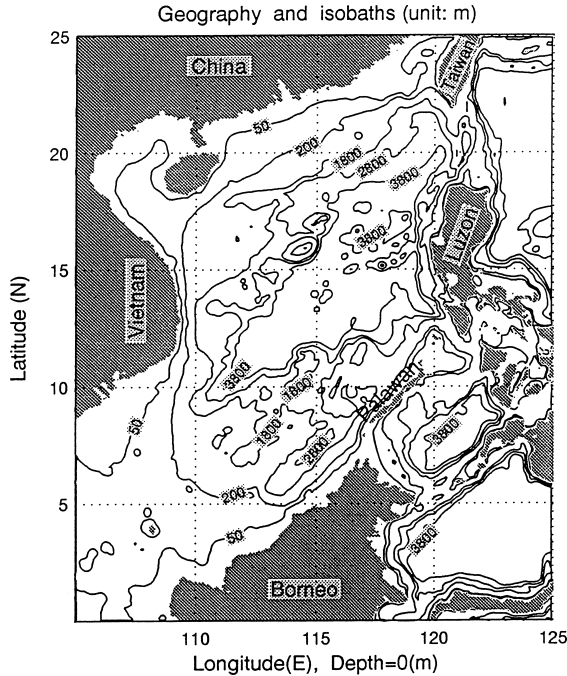 Geography and isobaths (unit: m)
25
China
Taiwan
50
200
1800
2800
3800
20
3800
Luzon
Latitude (N)
15
Vietnam
3800
1800
Palawan
10
50
1800
3800
2800
200
5
50
3800
Borneo
110 115 120 125
Longitude(E), Depth=0(m)